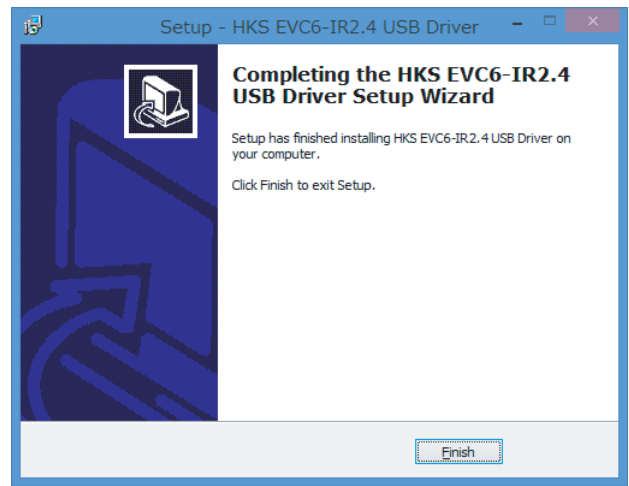 Setup - HKS EVC6-IR2.4 USB Driver
Completing the HKS EVC6-IR2.4
USB Driver Setup Wizard
Setup has finished installing HKS EVC6-IR2.4 USB Driver on
your computer.
Click Finish to exit Setup.
Finish